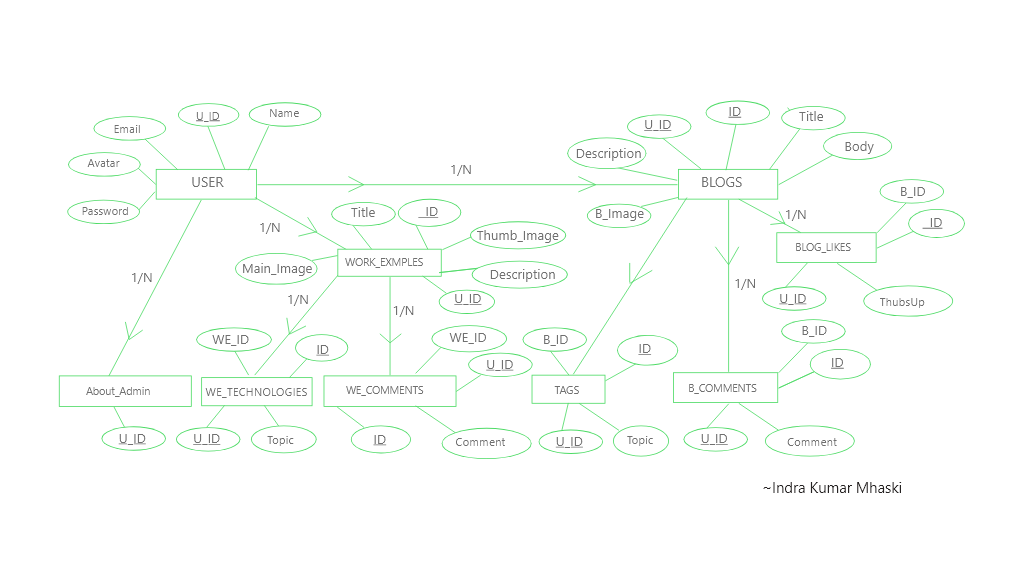 U_ID
Name
Email
Avatar
Password
USER
1/N
ID
Title
U_ID
Body
Description
BLOGS
B_Image
1/N
B_ID
_ID
BLOG_LIKES
U_ID
ThubsUp
1/N
Title
_ID
Thumb_Image
Main_Image
WORK_EXMPLES
Description
U_ID
1/N
1/N
1/N
1/N
WE_ID
ID
WE_ID
U_ID
B_ID
ID
B_ID
ID
About_Admin
WE_TECHNOLOGIES
WE_COMMENTS
TAGS
B_COMMENTS
U_ID
U_ID
Topic
ID
Comment
U_ID
Topic
U_ID
Comment
~Indra Kumar Mhaski